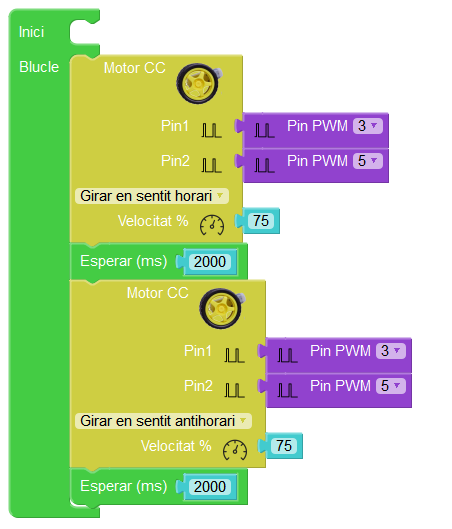 Inici
Blucle
Motor CC
Pin1 Pin PWM 3
Pin2 Pin PWM 5
Girar en sentit horari
Velocitat % 75
Esperar (ms) 2000
Motor CC
Pin1 Pin PWM 3
Pin2 Pin PWM 5
Girar en sentit antihorari
Velocitat % 75
Esperar (ms) 2000